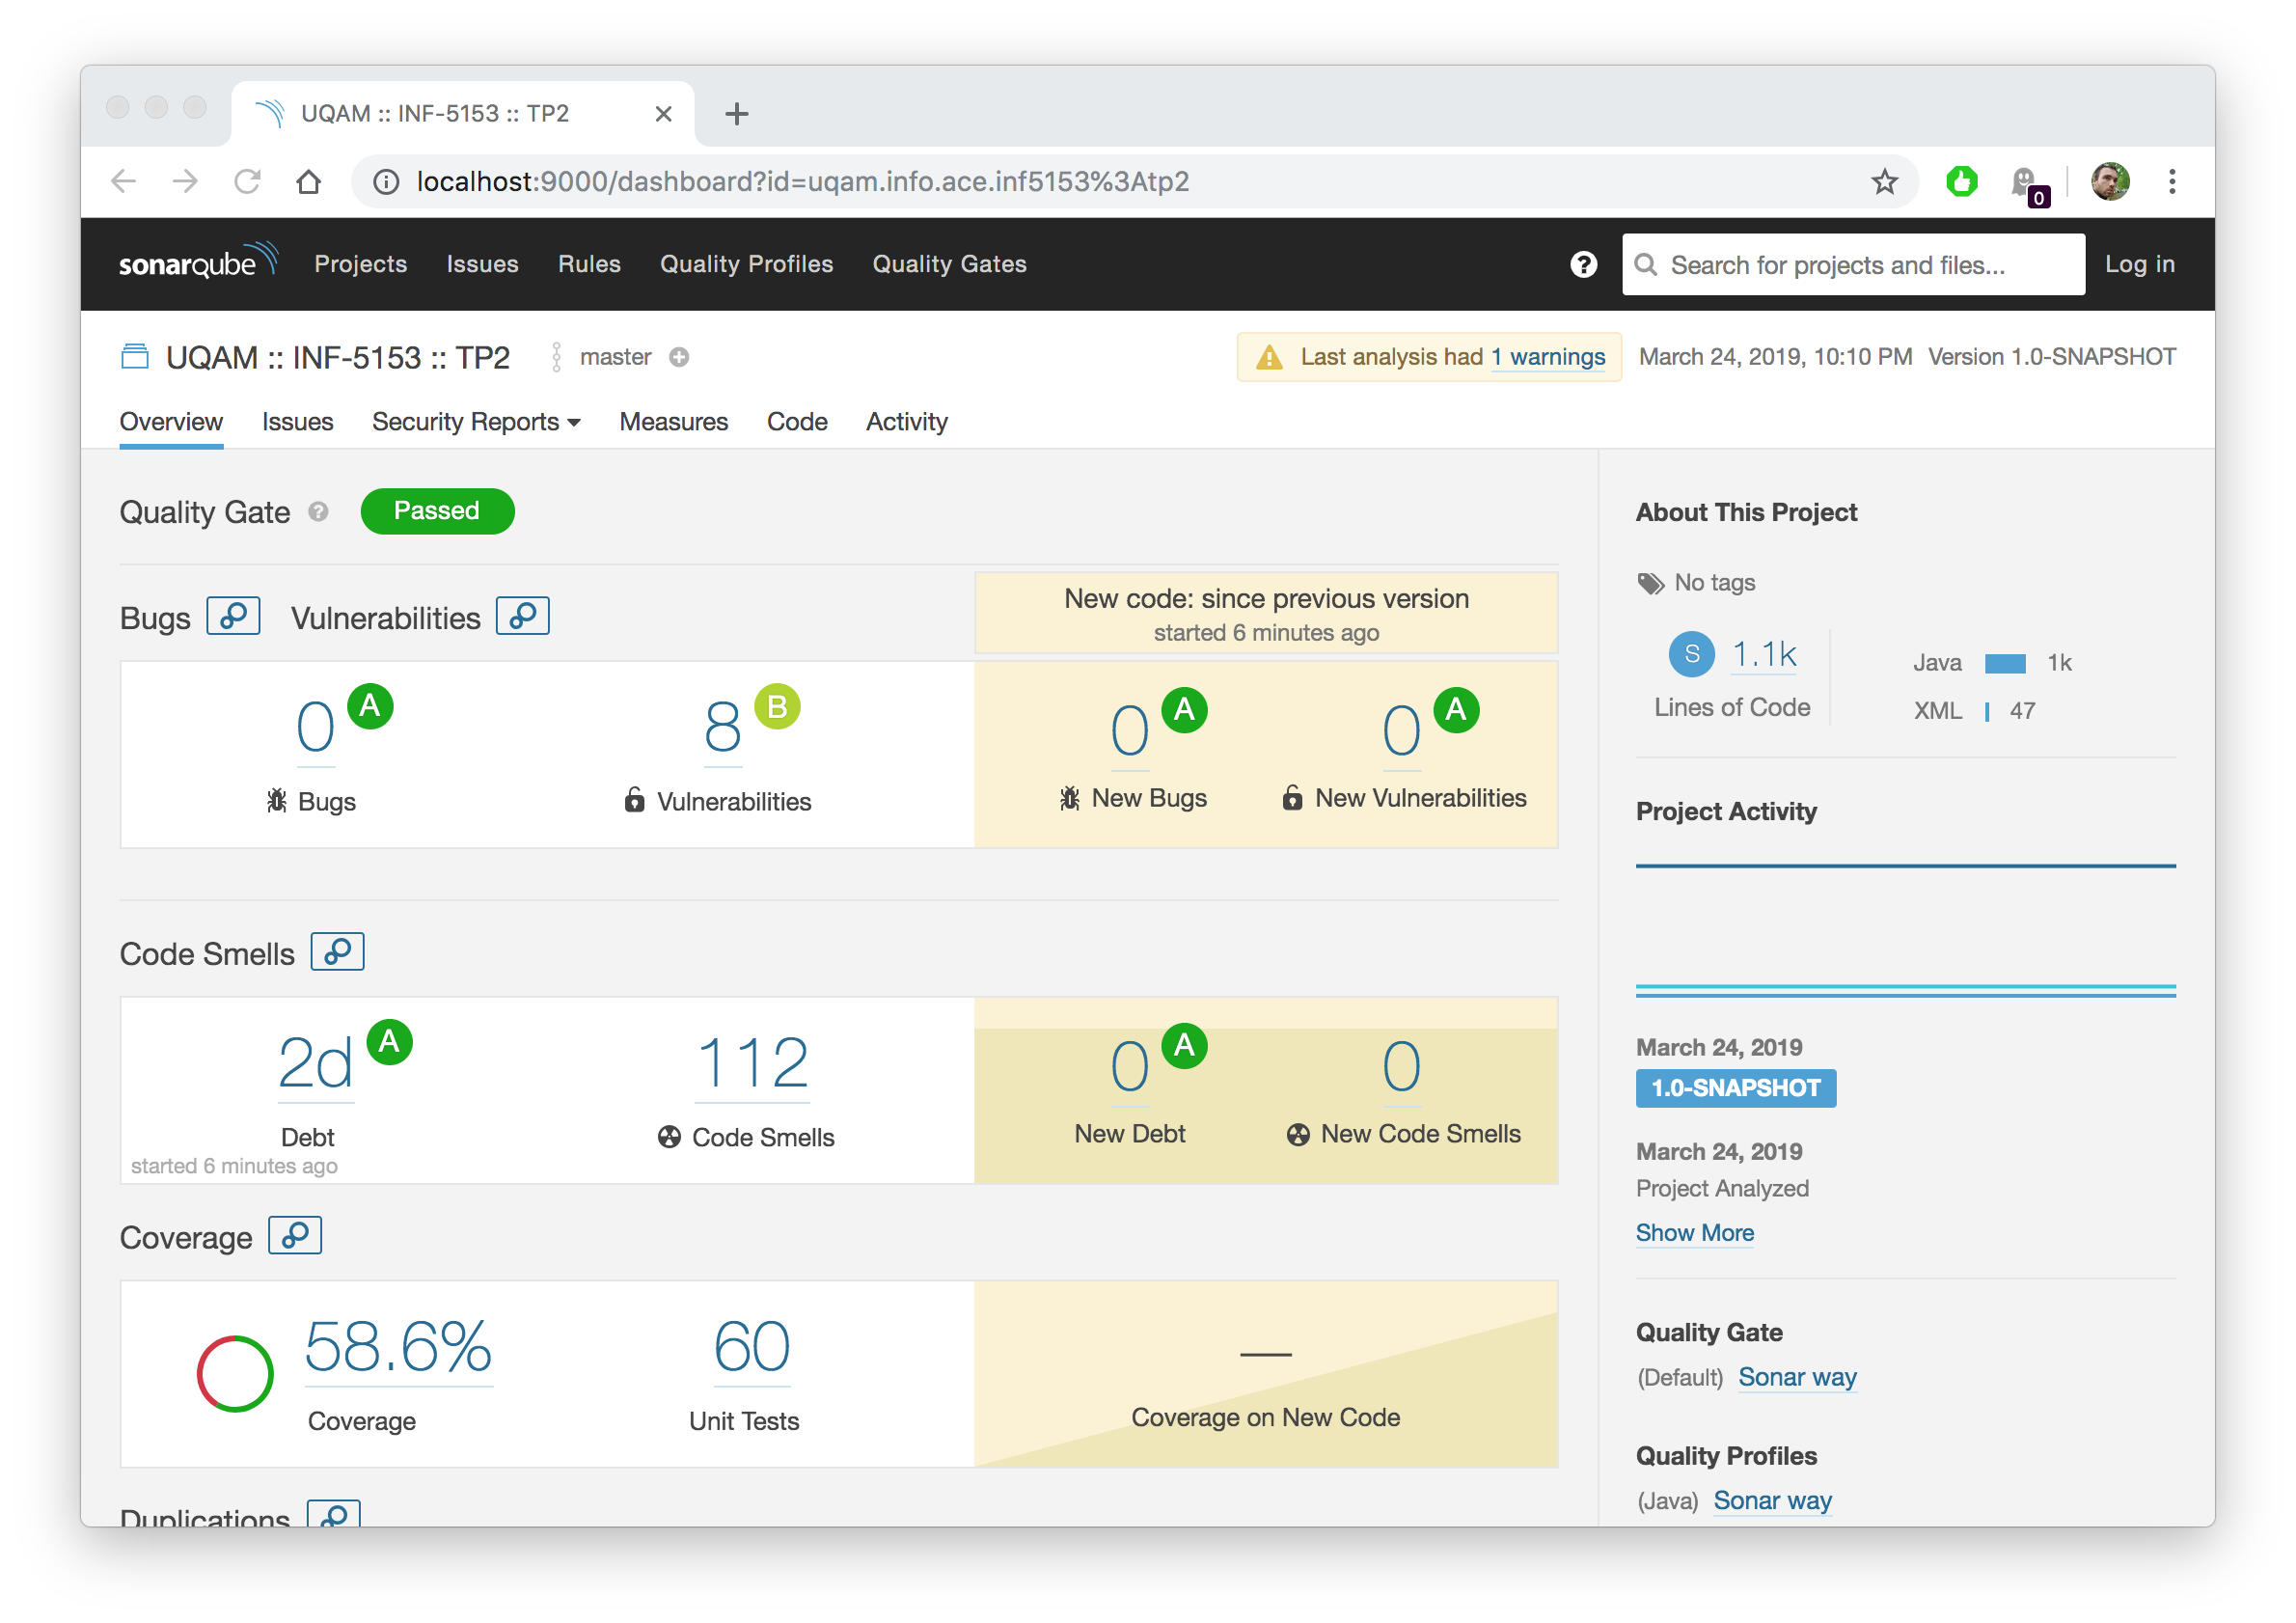 UQAM :: INF-5153 :: TP2
localhost:9000/dashboard?id=uqam.info.ace.inf5153%3Atp2
0
sonarqube Projects Issues Rules Quality Profiles Quality Gates
Search for projects and files... Log in
UQAM :: INF-5153 :: TP2 master
Last analysis had 1 warnings March 24, 2019, 10:10 PM Version 1.0-SNAPSHOT
Overview Issues Security Reports Measures Code Activity
Quality Gate ? Passed
Bugs Vulnerabilities
New code: since previous version
started 6 minutes ago
0 A 8 B 0 A 0 A
Bugs Vulnerabilities New Bugs New Vulnerabilities
Code Smells
2d A 112 0 A 0
Debt Code Smells New Debt New Code Smells
started 6 minutes ago
Coverage
58.6% 60 —
Coverage Unit Tests Coverage on New Code
Duplications
About This Project
No tags
S 1.1k Java 1k
Lines of Code XML 47
Project Activity
March 24, 2019
1.0-SNAPSHOT
March 24, 2019
Project Analyzed
Show More
Quality Gate
(Default) Sonar way
Quality Profiles
(Java) Sonar way